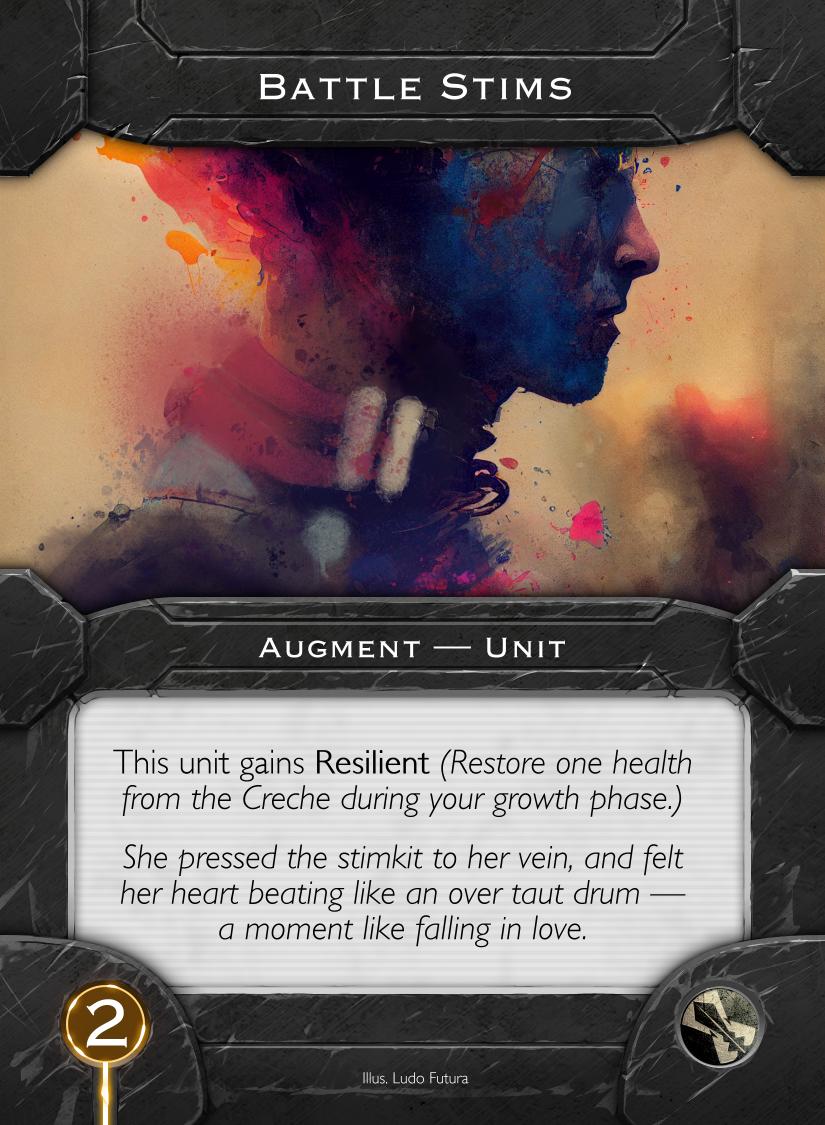 Battle Stims
Augment — Unit
This unit gains Resilient (Restore one health
from the Creche during your growth phase.)
She pressed the stimkit to her vein, and felt
her heart beating like an over taut drum —
a moment like falling in love.
2
Illus. Ludo Futura